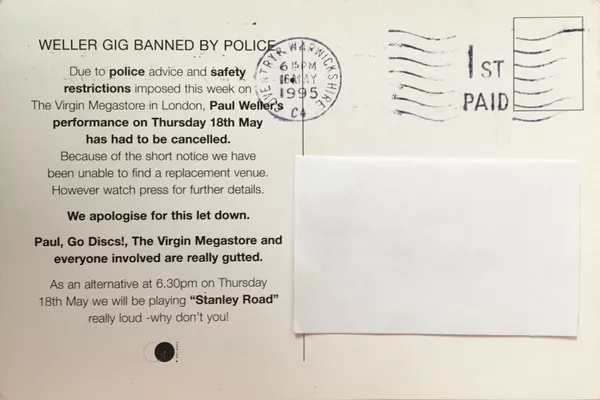 WELLER GIG BANNED BY POLICE
Due to police advice and safety
restrictions imposed this week on
The Virgin Megastore in London, Paul Weller's
performance on Thursday 18th May
has had to be cancelled.
Because of the short notice we have
been unable to find a replacement venue.
However watch press for further details.
We apologise for this let down.
Paul, Go Discs!, The Virgin Megastore and
everyone involved are really gutted.
As an alternative at 6.30pm on Thursday
18th May we will be playing “Stanley Road”
really loud -why don't you!
COVENTRY WARWICKSHIRE
PM
16 MAY
1995
1ST
PAID